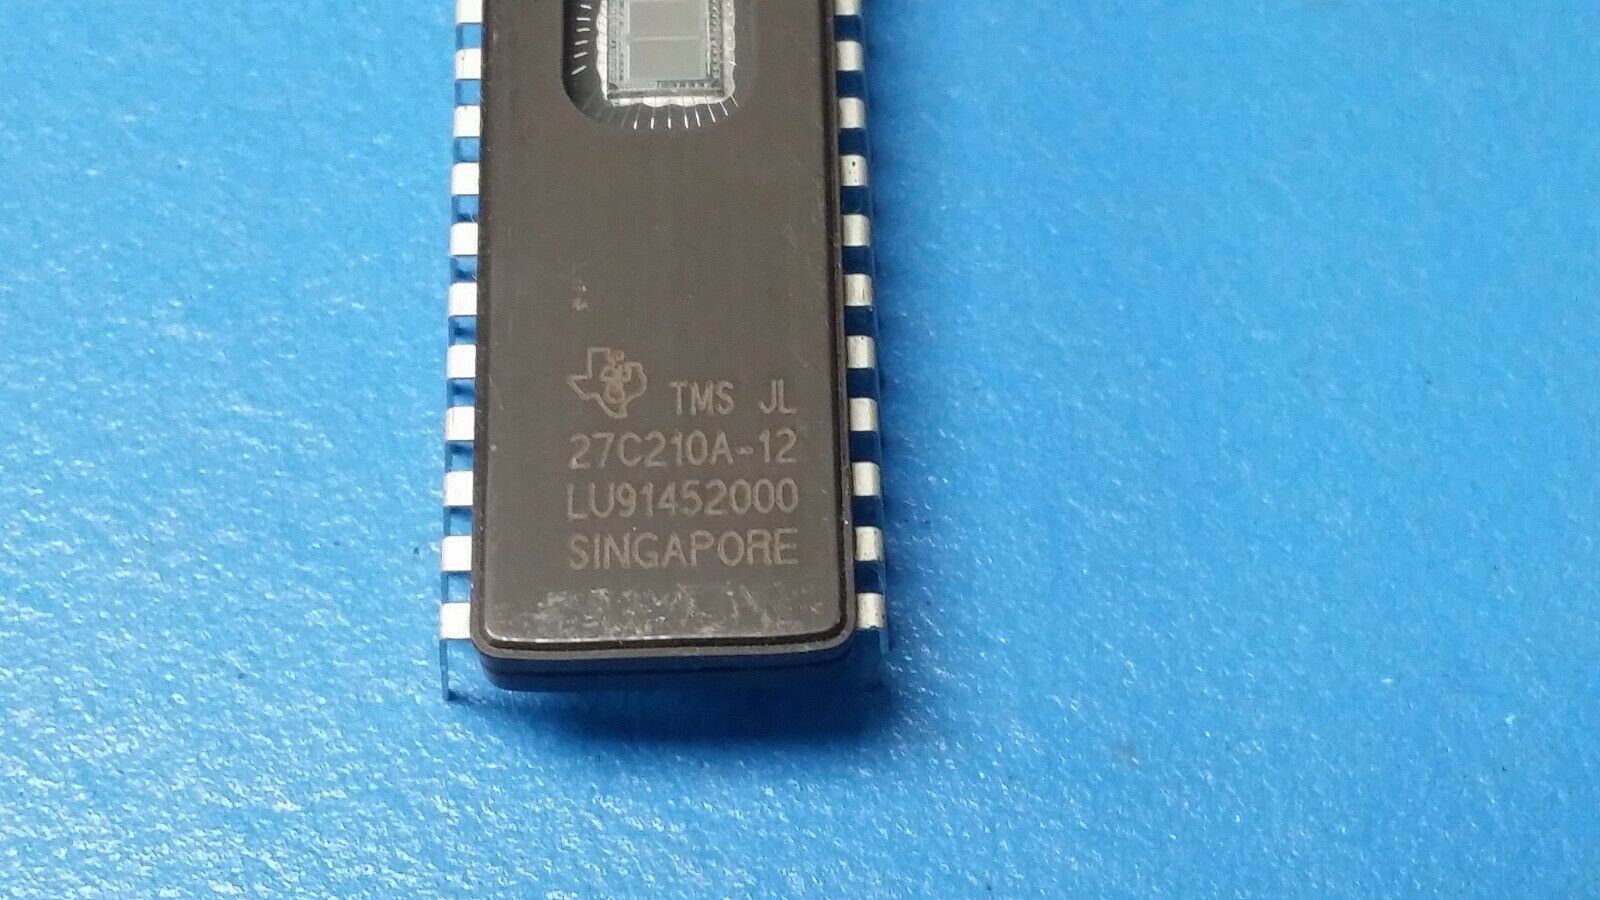 TMS JL
27C210A-12
LU91452000
SINGAPORE